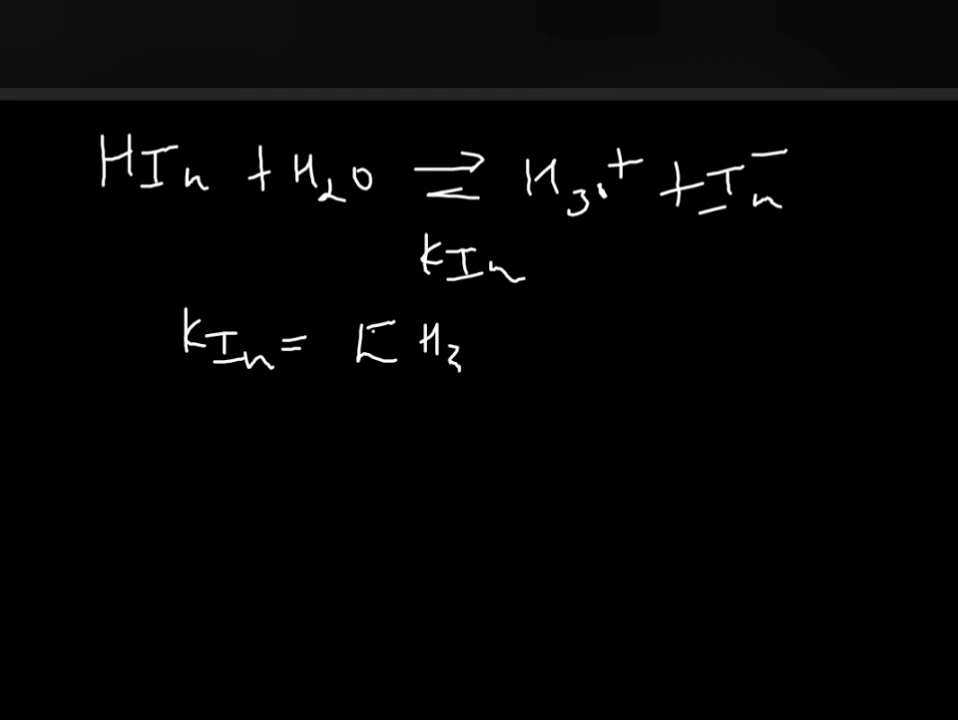 HIn + H₂O ⇌ H₃O⁺ + In⁻
KIn
KIn = [H₃